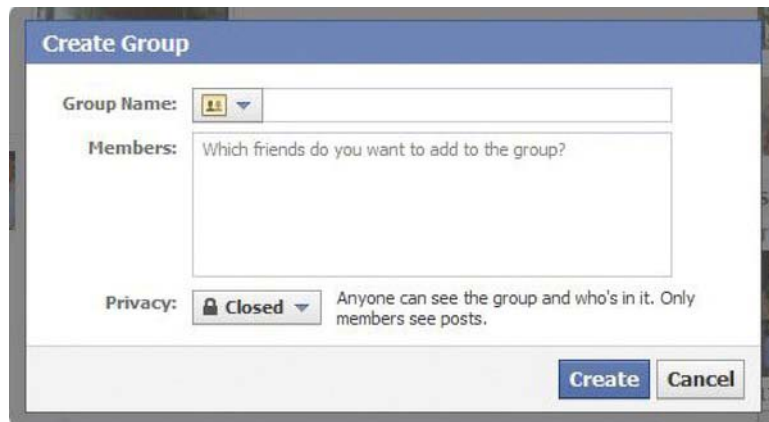 Create Group
Group Name:
Members: Which friends do you want to add to the group?
Privacy: Closed Anyone can see the group and who's in it. Only
members see posts.
Create Cancel